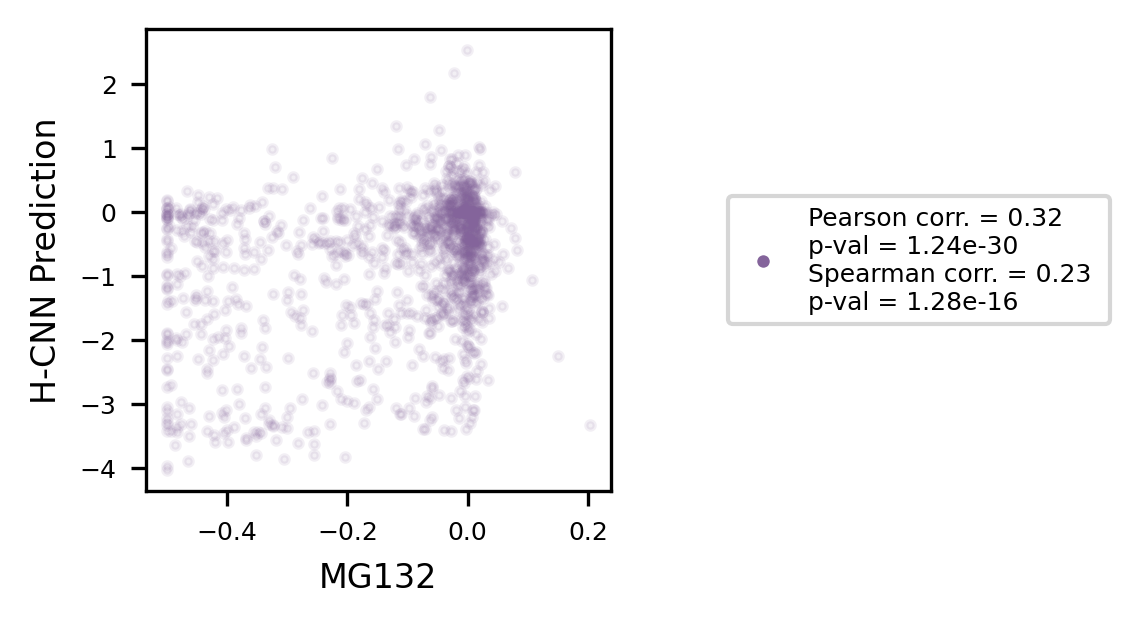 H-CNN Prediction
2
1
0
−1
−2
−3
−4
−0.4 −0.2 0.0 0.2
MG132
Pearson corr. = 0.32
p-val = 1.24e-30
Spearman corr. = 0.23
p-val = 1.28e-16